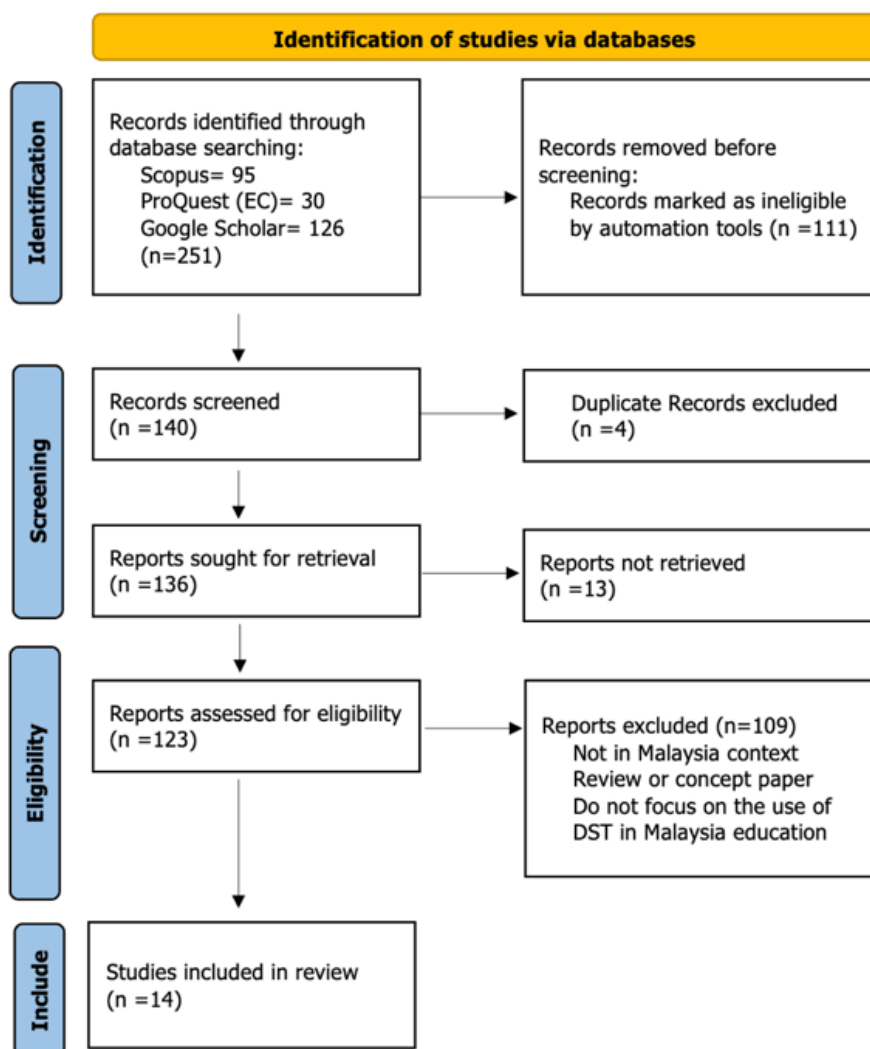 Identification of studies via databases
Identification
Records identified through
database searching:
Scopus= 95
ProQuest (EC)= 30
Google Scholar= 126
(n=251)
Records removed before
screening:
Records marked as ineligible
by automation tools (n =111)
Screening
Records screened
(n =140)
Duplicate Records excluded
(n =4)
Reports sought for retrieval
(n =136)
Reports not retrieved
(n =13)
Eligibility
Reports assessed for eligibility
(n =123)
Reports excluded (n=109)
Not in Malaysia context
Review or concept paper
Do not focus on the use of
DST in Malaysia education
Include
Studies included in review
(n =14)